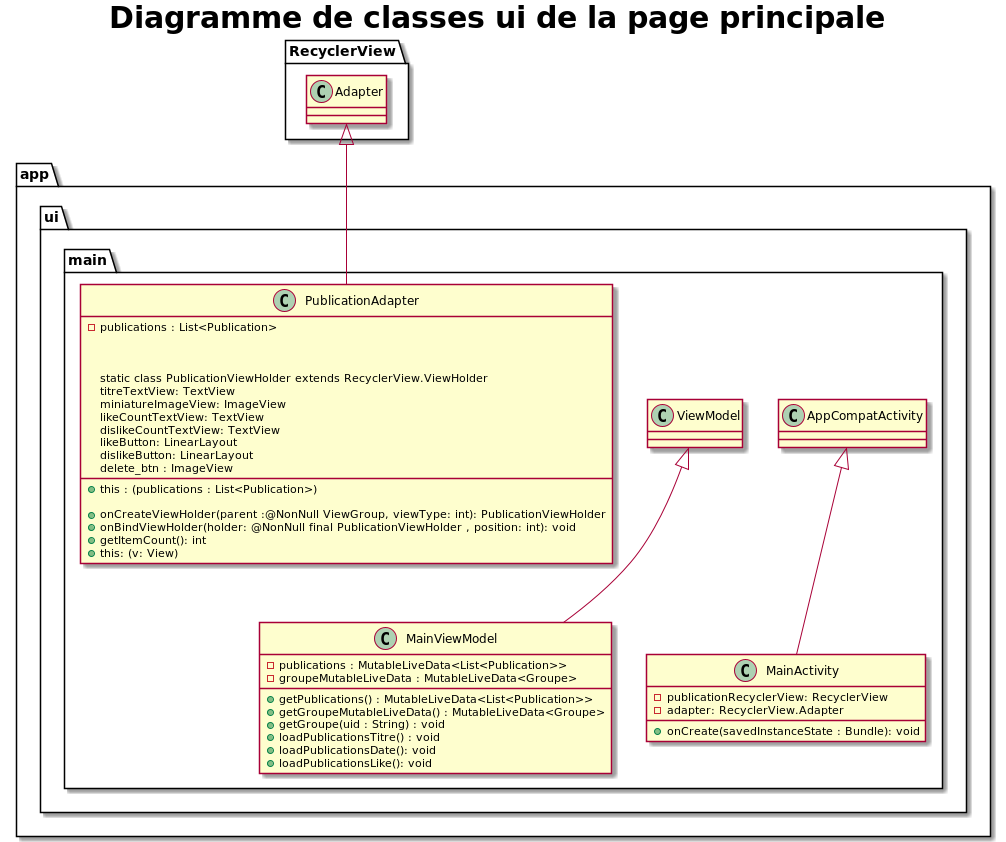 Diagramme de classes ui de la page principale
RecyclerView
C Adapter
app
ui
main
C PublicationAdapter
publications : List<Publication>
static class PublicationViewHolder extends RecyclerView.ViewHolder
titreTextView: TextView
miniatureImageView: ImageView
likeCountTextView: TextView
dislikeCountTextView: TextView
likeButton: LinearLayout
dislikeButton: LinearLayout
delete_btn : ImageView
this : (publications : List<Publication>)
onCreateViewHolder(parent :@NonNull ViewGroup, viewType: int): PublicationViewHolder
onBindViewHolder(holder: @NonNull final PublicationViewHolder , position: int): void
getItemCount(): int
this: (v: View)
C ViewModel
C AppCompatActivity
C MainViewModel
publications : MutableLiveData<List<Publication>>
groupeMutableLiveData : MutableLiveData<Groupe>
getPublications() : MutableLiveData<List<Publication>>
getGroupeMutableLiveData() : MutableLiveData<Groupe>
getGroupe(uid : String) : void
loadPublicationsTitre() : void
loadPublicationsDate(): void
loadPublicationsLike(): void
C MainActivity
publicationRecyclerView: RecyclerView
adapter: RecyclerView.Adapter
onCreate(savedInstanceState : Bundle): void